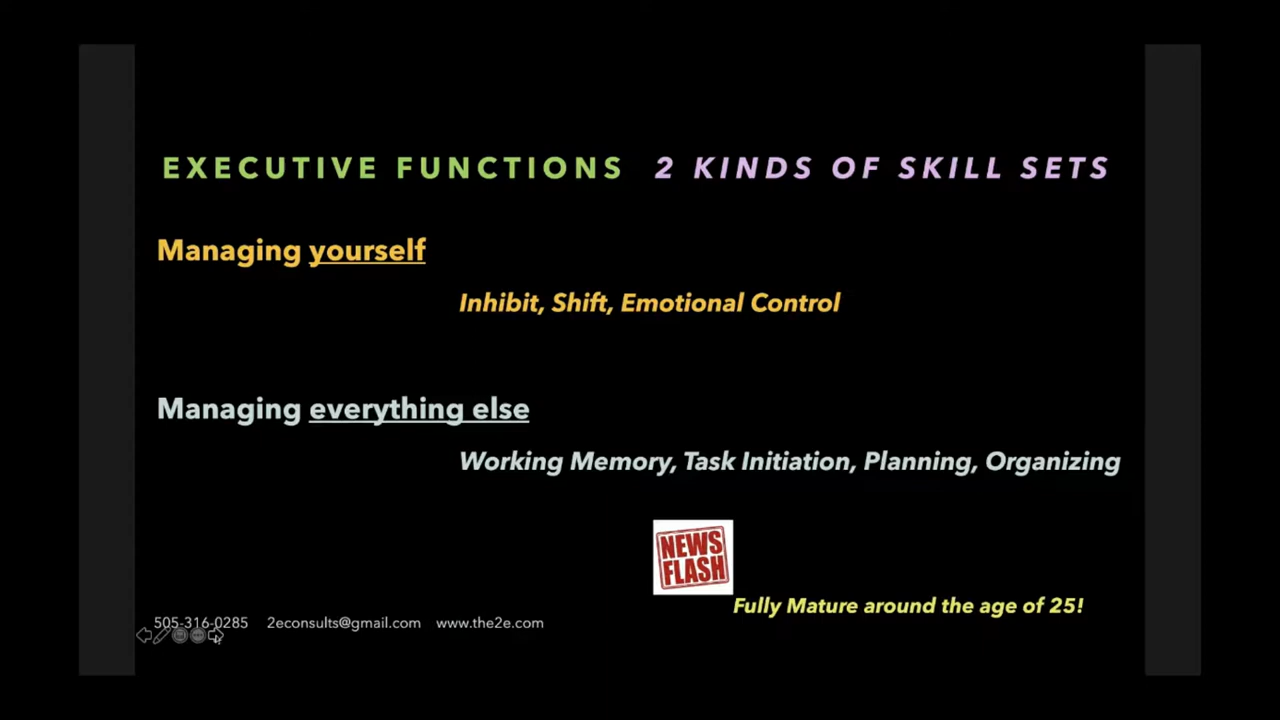 EXECUTIVE FUNCTIONS 2 KINDS OF SKILL SETS
Managing yourself
Inhibit, Shift, Emotional Control
Managing everything else
Working Memory, Task Initiation, Planning, Organizing
NEWS
FLASH
Fully Mature around the age of 25!
505-316-0285 2econsults@gmail.com www.the2e.com